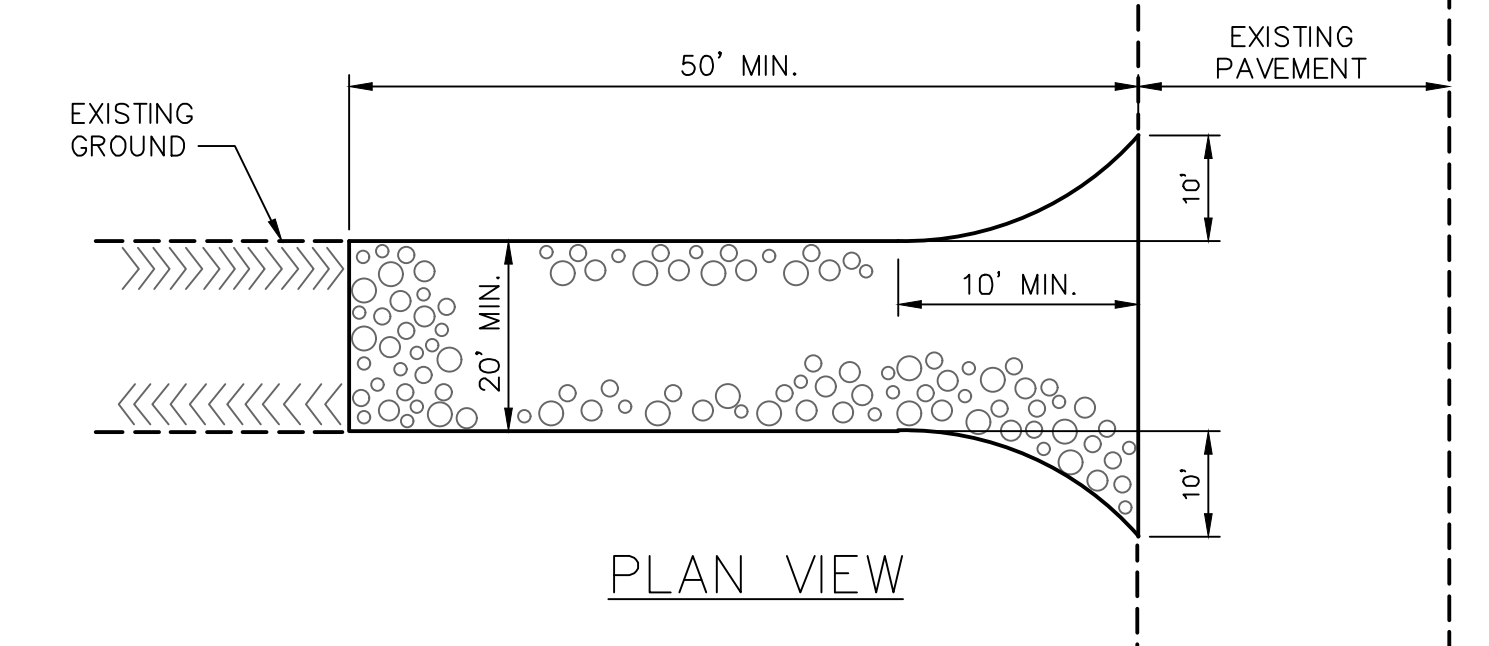 EXISTING
PAVEMENT
50' MIN.
EXISTING
GROUND
10'
10' MIN.
20' MIN.
10'
PLAN VIEW